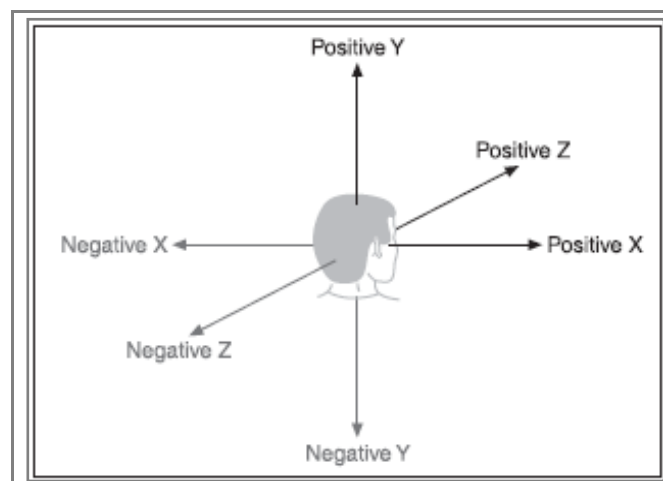 Positive Y
Positive Z
Negative X
Positive X
Negative Z
Negative Y